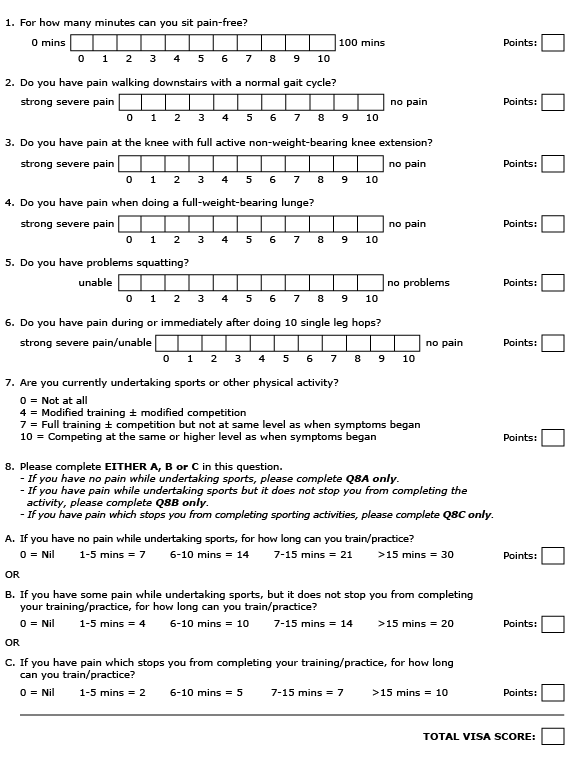 1. For how many minutes can you sit pain-free?
0 mins 100 mins Points:
0 1 2 3 4 5 6 7 8 9 10
2. Do you have pain walking downstairs with a normal gait cycle?
strong severe pain no pain Points:
0 1 2 3 4 5 6 7 8 9 10
3. Do you have pain at the knee with full active non-weight-bearing knee extension?
strong severe pain no pain Points:
0 1 2 3 4 5 6 7 8 9 10
4. Do you have pain when doing a full-weight-bearing lunge?
strong severe pain no pain Points:
0 1 2 3 4 5 6 7 8 9 10
5. Do you have problems squatting?
unable no problems Points:
0 1 2 3 4 5 6 7 8 9 10
6. Do you have pain during or immediately after doing 10 single leg hops?
strong severe pain/unable no pain Points:
0 1 2 3 4 5 6 7 8 9 10
7. Are you currently undertaking sports or other physical activity?
0 = Not at all
4 = Modified training ± modified competition
7 = Full training ± competition but not at same level as when symptoms began
10 = Competing at the same or higher level as when symptoms began Points:
8. Please complete EITHER A, B or C in this question.
- If you have no pain while undertaking sports, please complete Q8A only.
- If you have pain while undertaking sports but it does not stop you from completing the
activity, please complete Q8B only.
- If you have pain which stops you from completing sporting activities, please complete Q8C only.
A. If you have no pain while undertaking sports, for how long can you train/practice?
0 = Nil 1-5 mins = 7 6-10 mins = 14 7-15 mins = 21 >15 mins = 30 Points:
OR
B. If you have some pain while undertaking sports, but it does not stop you from completing
your training/practice, for how long can you train/practice?
0 = Nil 1-5 mins = 4 6-10 mins = 10 7-15 mins = 14 >15 mins = 20 Points:
OR
C. If you have pain which stops you from completing your training/practice, for how long
can you train/practice?
0 = Nil 1-5 mins = 2 6-10 mins = 5 7-15 mins = 7 >15 mins = 10 Points:
TOTAL VISA SCORE: